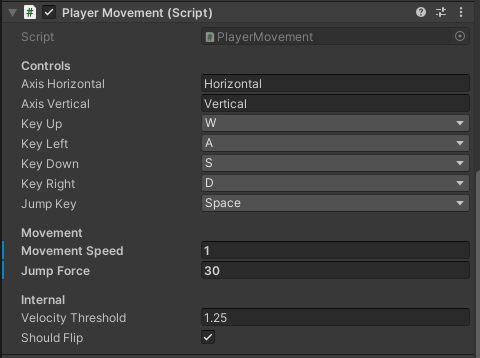 Player Movement (Script)
Script PlayerMovement
Controls
Axis Horizontal Horizontal
Axis Vertical Vertical
Key Up W
Key Left A
Key Down S
Key Right D
Jump Key Space
Movement
Movement Speed 1
Jump Force 30
Internal
Velocity Threshold 1.25
Should Flip